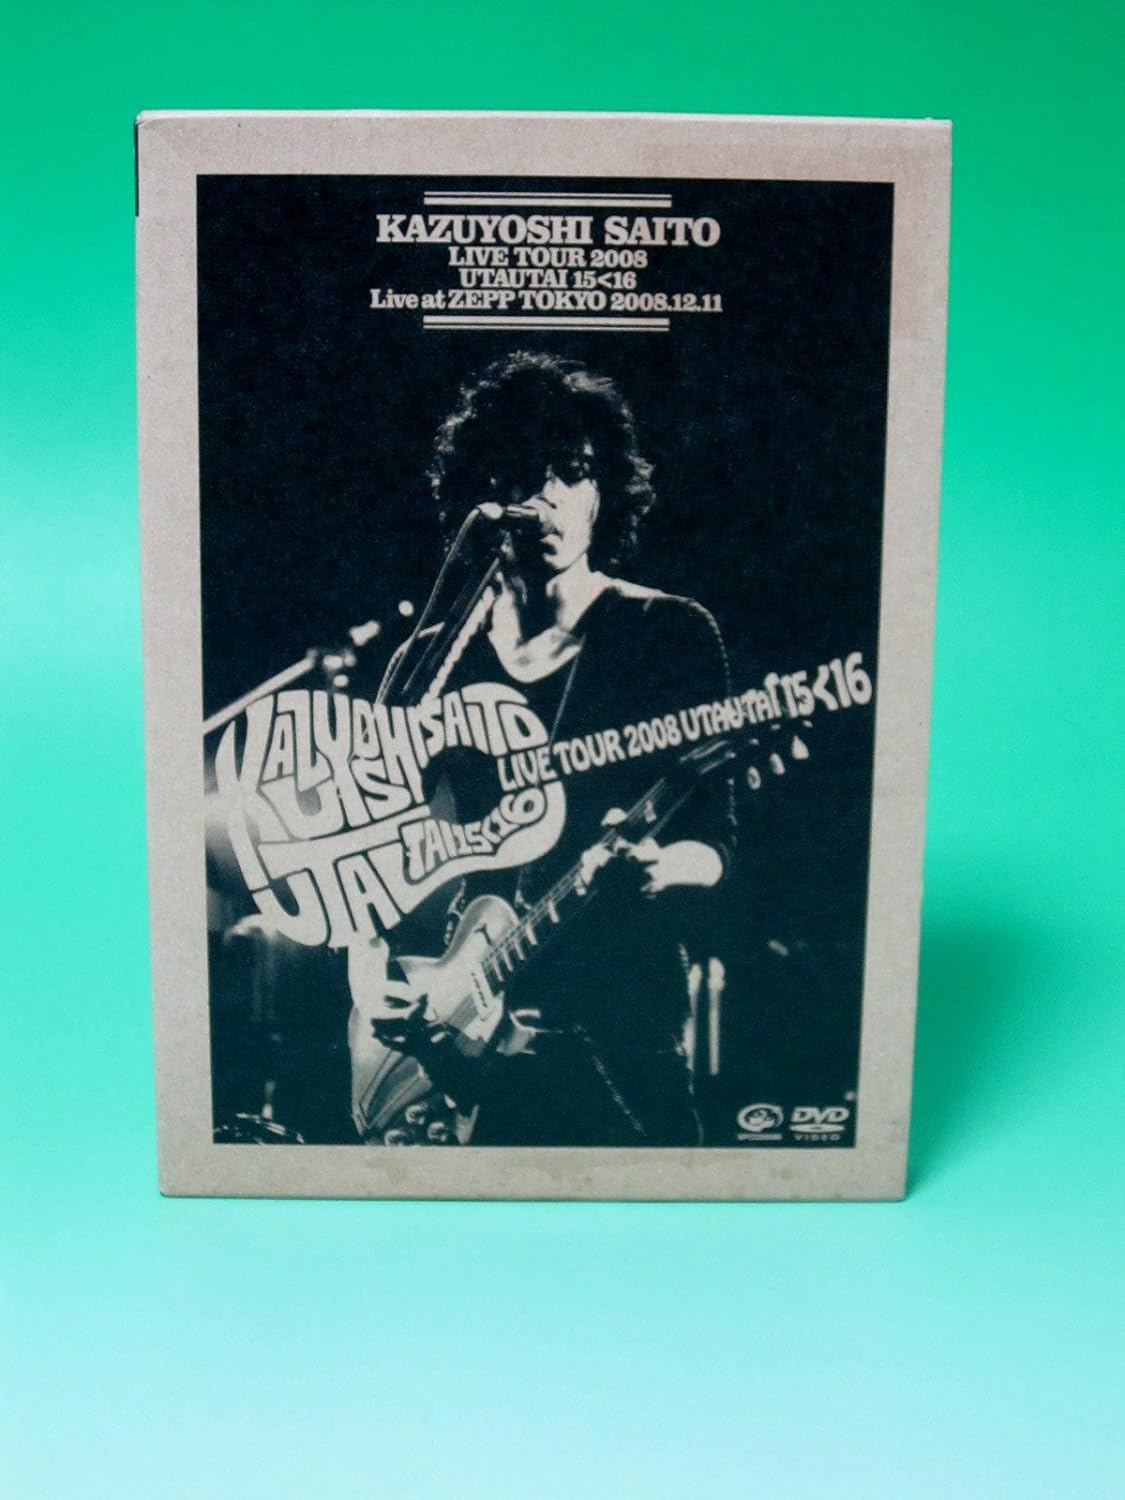 KAZUYOSHI SAITO
LIVE TOUR 2008
UTAUTAI 15<16
Live at ZEPP TOKYO 2008.12.11
KAZUYOSHI SAITO
LIVE TOUR 2008 UTAUTAI 15<16
UTAUTAI 15<16
DVD
VIDEO